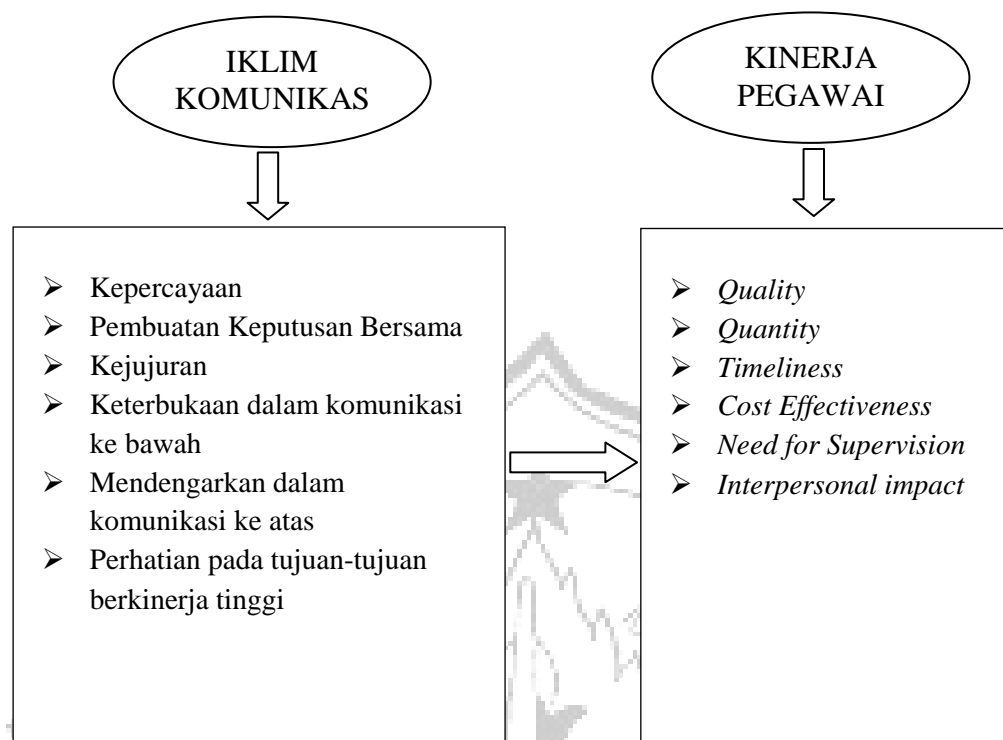 IKLIM
KOMUNIKAS
KINERJA
PEGAWAI
➤ Kepercayaan
➤ Pembuatan Keputusan Bersama
➤ Kejujuran
➤ Keterbukaan dalam komunikasi
ke bawah
➤ Mendengarkan dalam
komunikasi ke atas
➤ Perhatian pada tujuan-tujuan
berkinerja tinggi
➤ Quality
➤ Quantity
➤ Timeliness
➤ Cost Effectiveness
➤ Need for Supervision
➤ Interpersonal impact